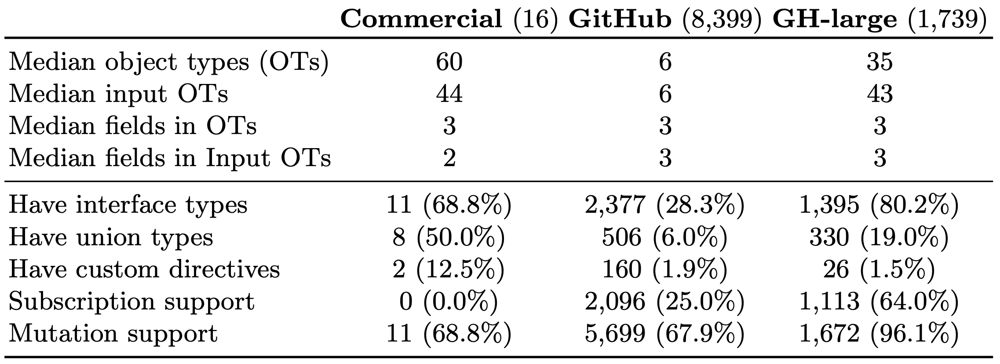 Commercial (16) GitHub (8,399) GH-large (1,739)
Median object types (OTs) 60 6 35
Median input OTs 44 6 43
Median fields in OTs 3 3 3
Median fields in Input OTs 2 3 3
Have interface types 11 (68.8%) 2,377 (28.3%) 1,395 (80.2%)
Have union types 8 (50.0%) 506 (6.0%) 330 (19.0%)
Have custom directives 2 (12.5%) 160 (1.9%) 26 (1.5%)
Subscription support 0 (0.0%) 2,096 (25.0%) 1,113 (64.0%)
Mutation support 11 (68.8%) 5,699 (67.9%) 1,672 (96.1%)